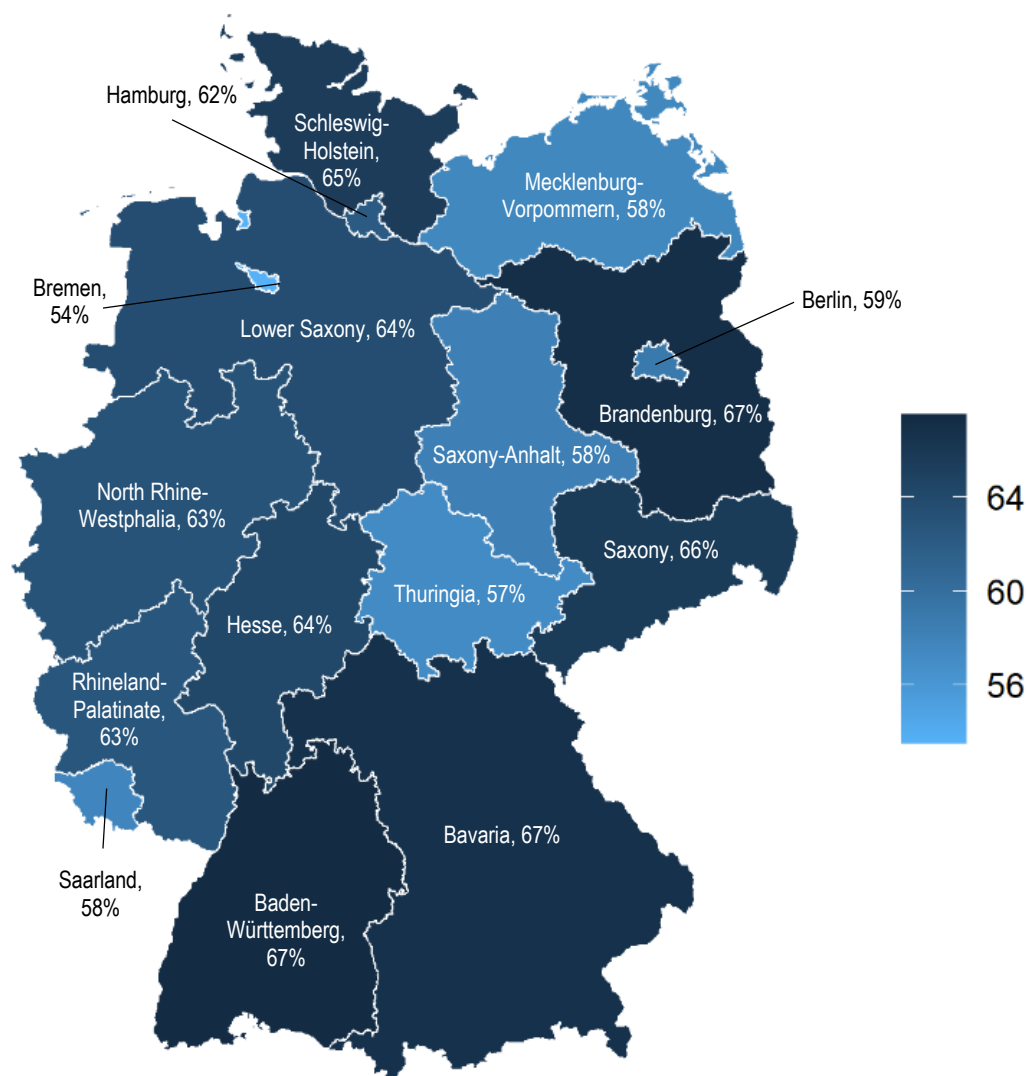 Hamburg, 62%
Schleswig-
Holstein,
65%
Mecklenburg-
Vorpommern, 58%
Bremen,
54%
Lower Saxony, 64%
Berlin, 59%
Brandenburg, 67%
Saxony-Anhalt, 58%
North Rhine-
Westphalia, 63%
Saxony, 66%
Thuringia, 57%
Hesse, 64%
Rhineland-
Palatinate,
63%
Bavaria, 67%
Saarland,
58%
Baden-
Württemberg,
67%
64
60
56